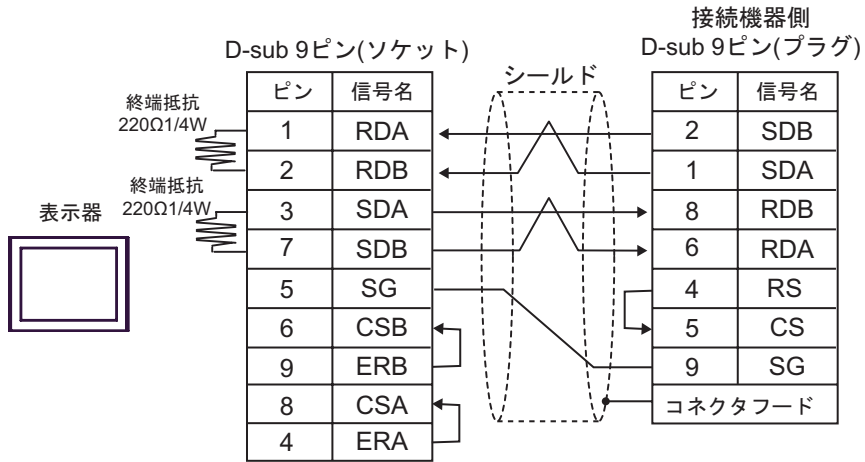 接続機器側
D-sub 9ピン(ソケット)
D-sub 9ピン(プラグ)
シールド
終端抵抗
220Ω1/4W
終端抵抗
220Ω1/4W
表示器
ピン 信号名
1 RDA
2 RDB
3 SDA
7 SDB
5 SG
6 CSB
9 ERB
8 CSA
4 ERA
ピン 信号名
2 SDB
1 SDA
8 RDB
6 RDA
4 RS
5 CS
9 SG
コネクタフード